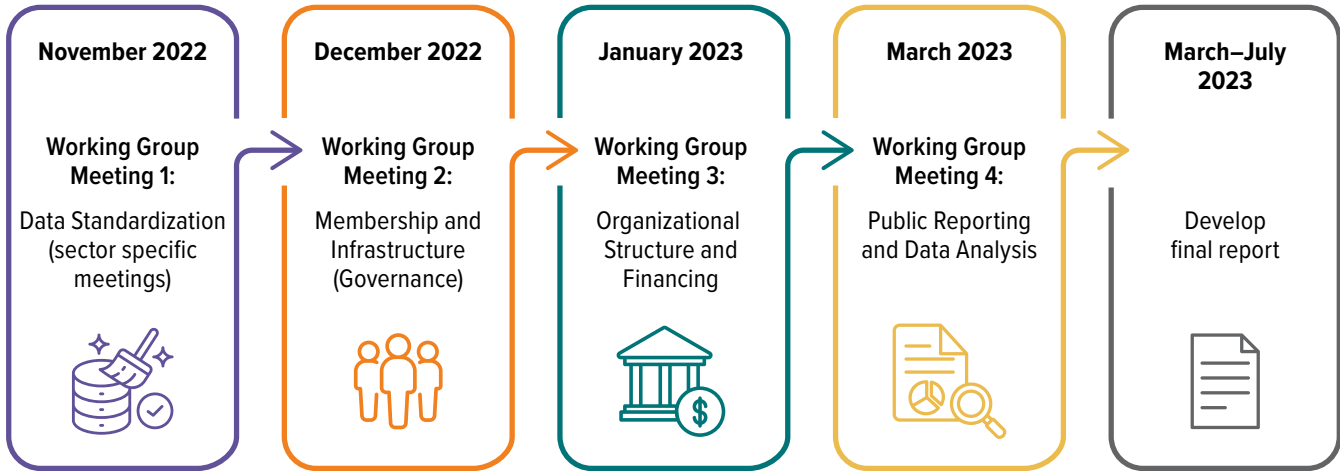 November 2022
Working Group
Meeting 1:
Data Standardization
(sector specific
meetings)
December 2022
Working Group
Meeting 2:
Membership and
Infrastructure
(Governance)
January 2023
Working Group
Meeting 3:
Organizational
Structure and
Financing
$
March 2023
Working Group
Meeting 4:
Public Reporting
and Data Analysis
March–July
2023
Develop
final report